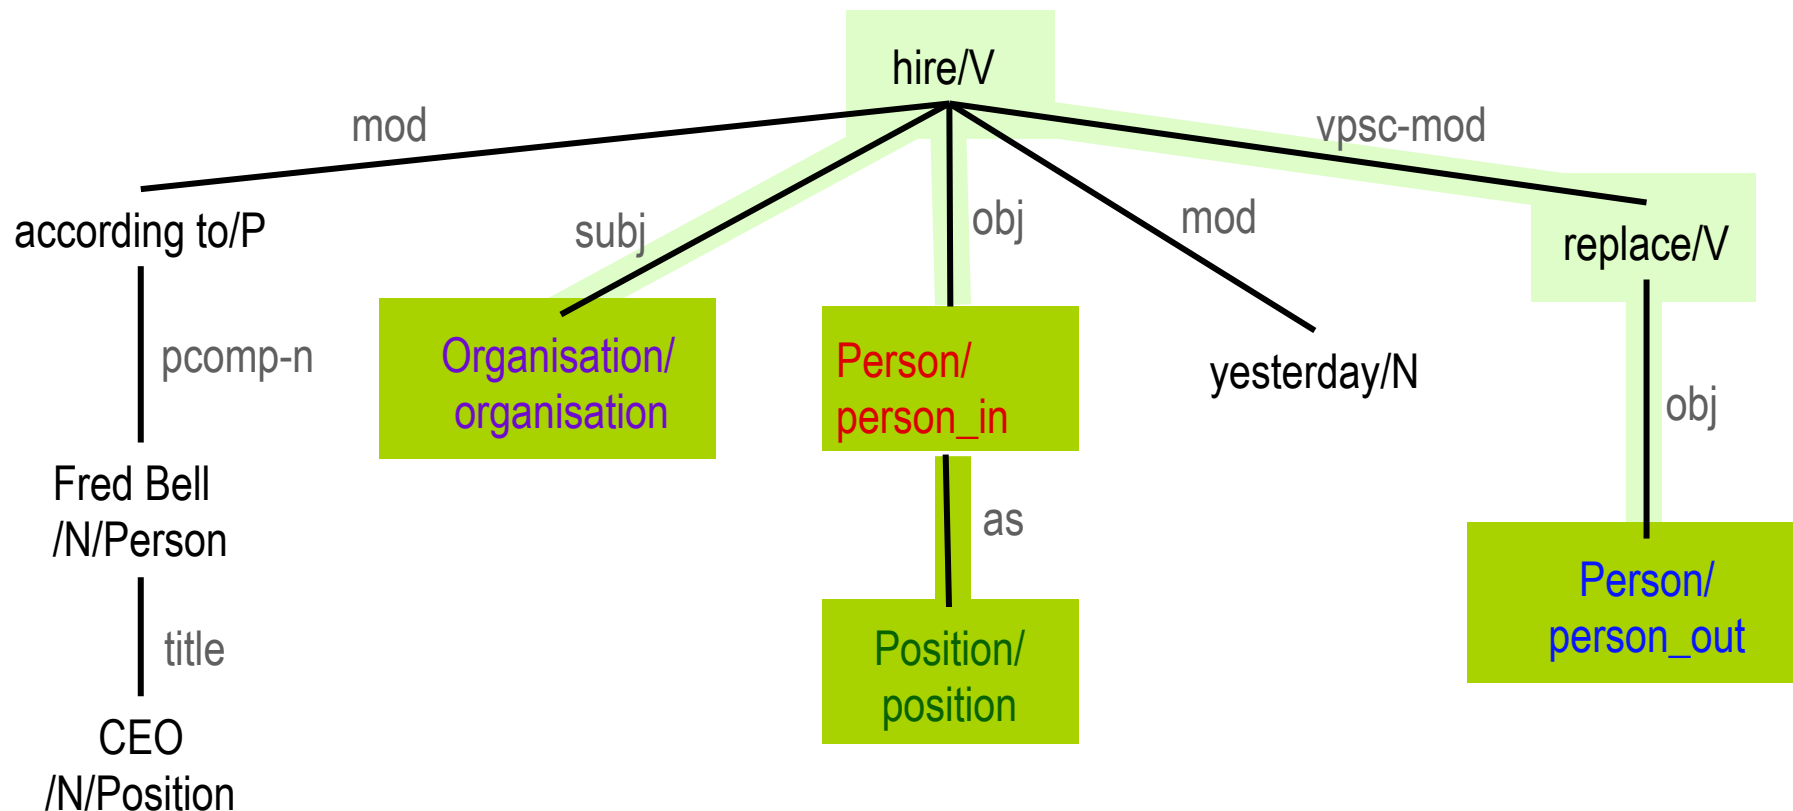 hire/V
mod
vpsc-mod
according to/P
subj
obj
mod
replace/V
pcomp-n
Organisation/
organisation
Person/
person_in
yesterday/N
obj
Fred Bell
/N/Person
as
Person/
person_out
title
Position/
position
CEO
/N/Position